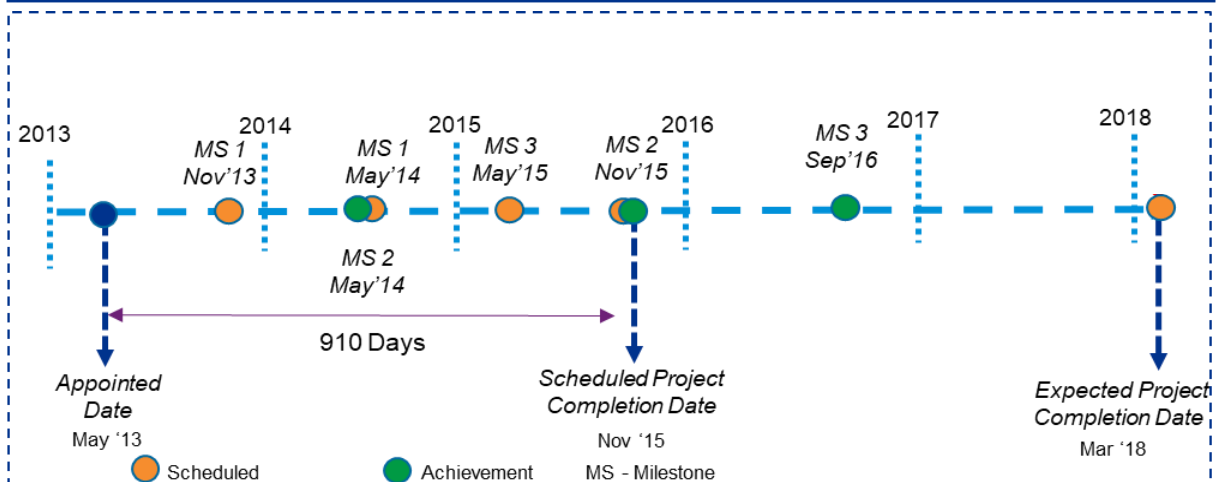 2013
2014
2015
2016
2017
2018
MS 1
Nov’13
MS 1
May’14
MS 3
May’15
MS 2
Nov’15
MS 3
Sep’16
MS 2
May’14
910 Days
Appointed
Date
May ‘13
Scheduled Project
Completion Date
Nov ‘15
Expected Project
Completion Date
Mar ‘18
Scheduled
Achievement
MS - Milestone